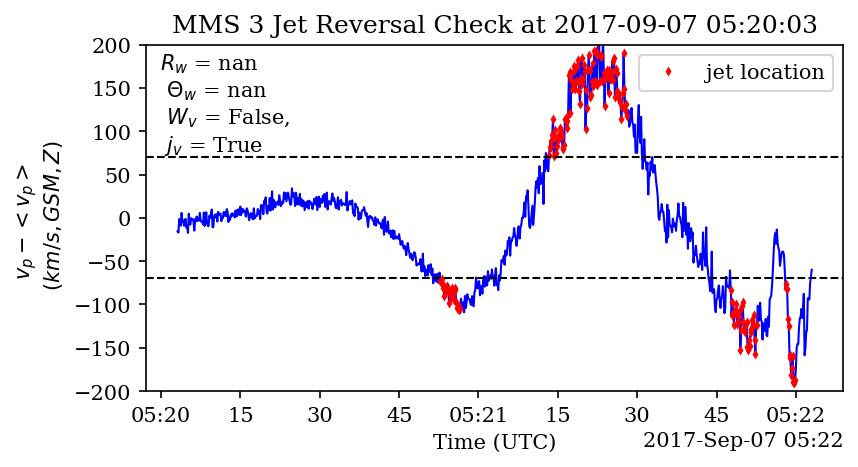 MMS 3 Jet Reversal Check at 2017-09-07 05:20:03
R_w = nan
Θ_w = nan
W_v = False,
j_v = True
jet location
v_p − < v_p >
(km/s, GSM, Z)
200
150
100
50
0
−50
−100
−150
−200
05:20 15 30 45 05:21 15 30 45 05:22
Time (UTC)
2017-Sep-07 05:22